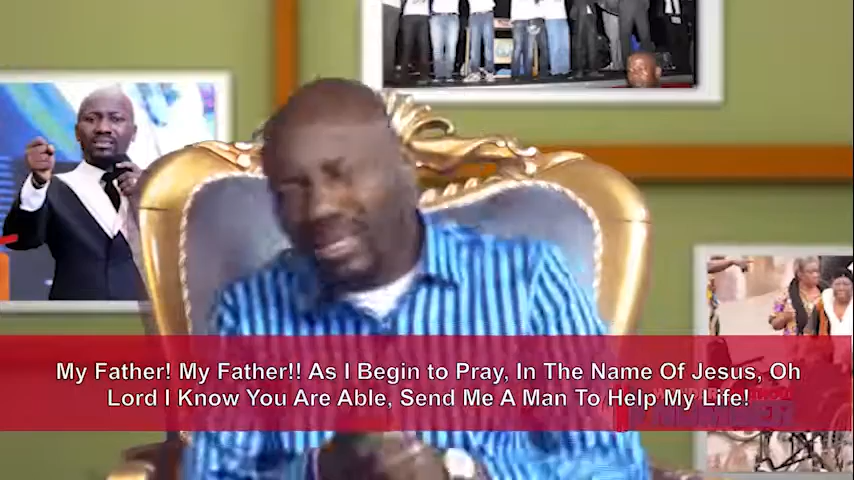 My Father! My Father!! As I Begin to Pray, In The Name Of Jesus, Oh
Lord I Know You Are Able, Send Me A Man To Help My Life!